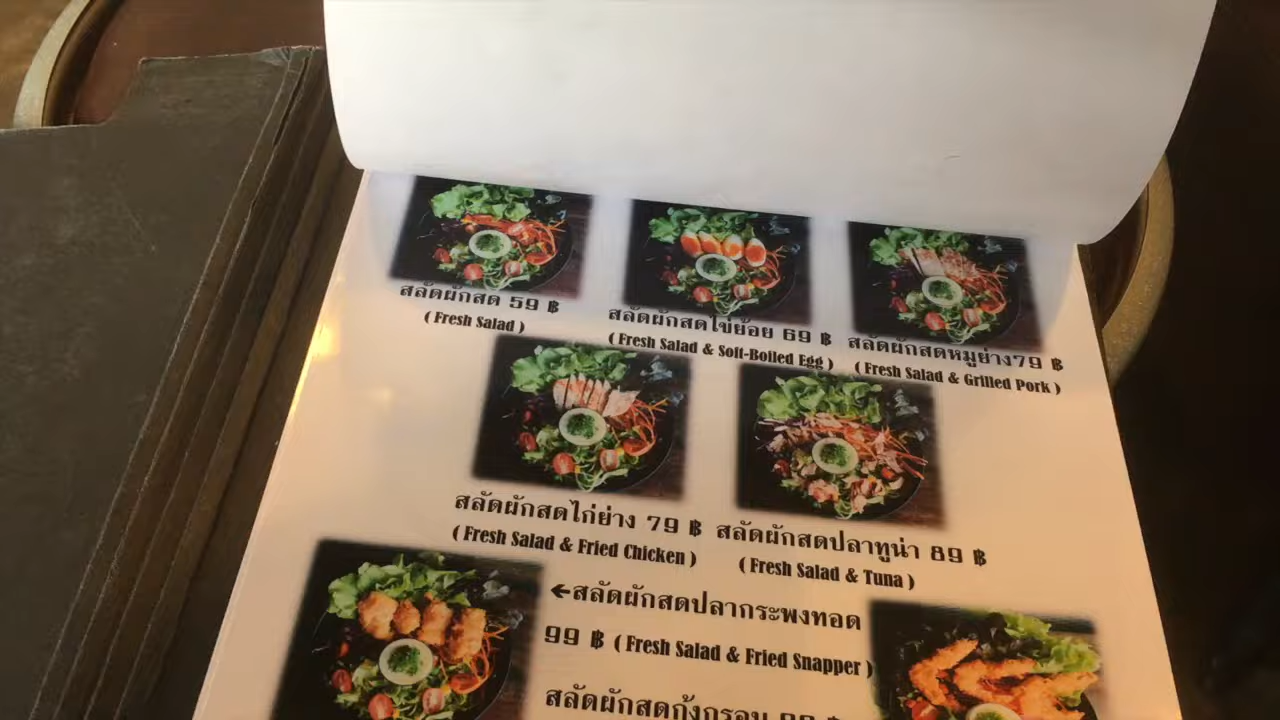 สลัดผักสด 59 ฿
( Fresh Salad )
สลัดผักสดไข่ย้อย 69 ฿
( Fresh Salad & Soft-Boiled Egg )
สลัดผักสดหมูย่าง79 ฿
( Fresh Salad & Grilled Pork )
สลัดผักสดไก่ย่าง 79 ฿
( Fresh Salad & Fried Chicken )
สลัดผักสดปลาทูน่า 89 ฿
( Fresh Salad & Tuna )
←สลัดผักสดปลากระพงทอด
99 ฿ ( Fresh Salad & Fried Snapper )
สลัดผักสดกุ้งกรอบ